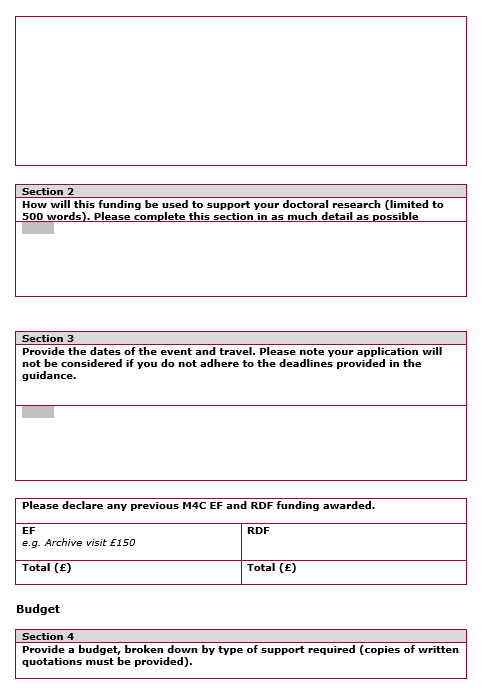 Section 2
How will this funding be used to support your doctoral research (limited to
500 words). Please complete this section in as much detail as possible
Section 3
Provide the dates of the event and travel. Please note your application will
not be considered if you do not adhere to the deadlines provided in the
guidance.
Please declare any previous M4C EF and RDF funding awarded.
EF
e.g. Archive visit £150
RDF
Total (£)
Total (£)
Budget
Section 4
Provide a budget, broken down by type of support required (copies of written
quotations must be provided).